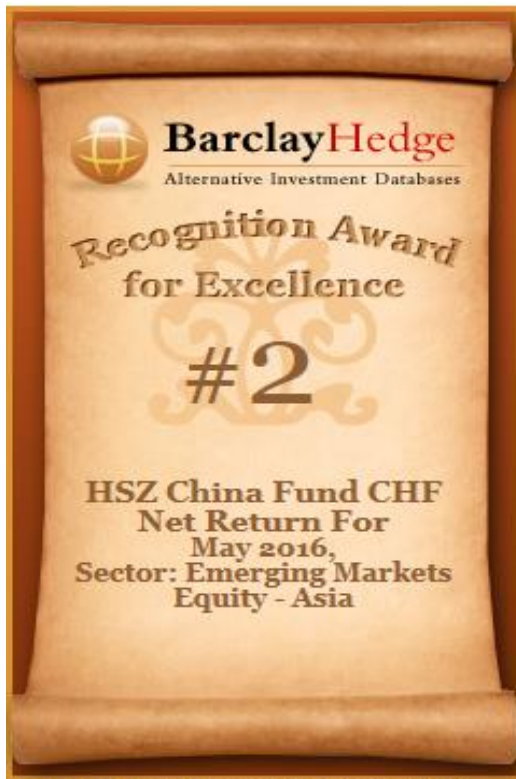 BarclayHedge
Alternative Investment Databases
Recognition Award
for Excellence
#2
HSZ China Fund CHF
Net Return For
May 2016,
Sector: Emerging Markets
Equity - Asia